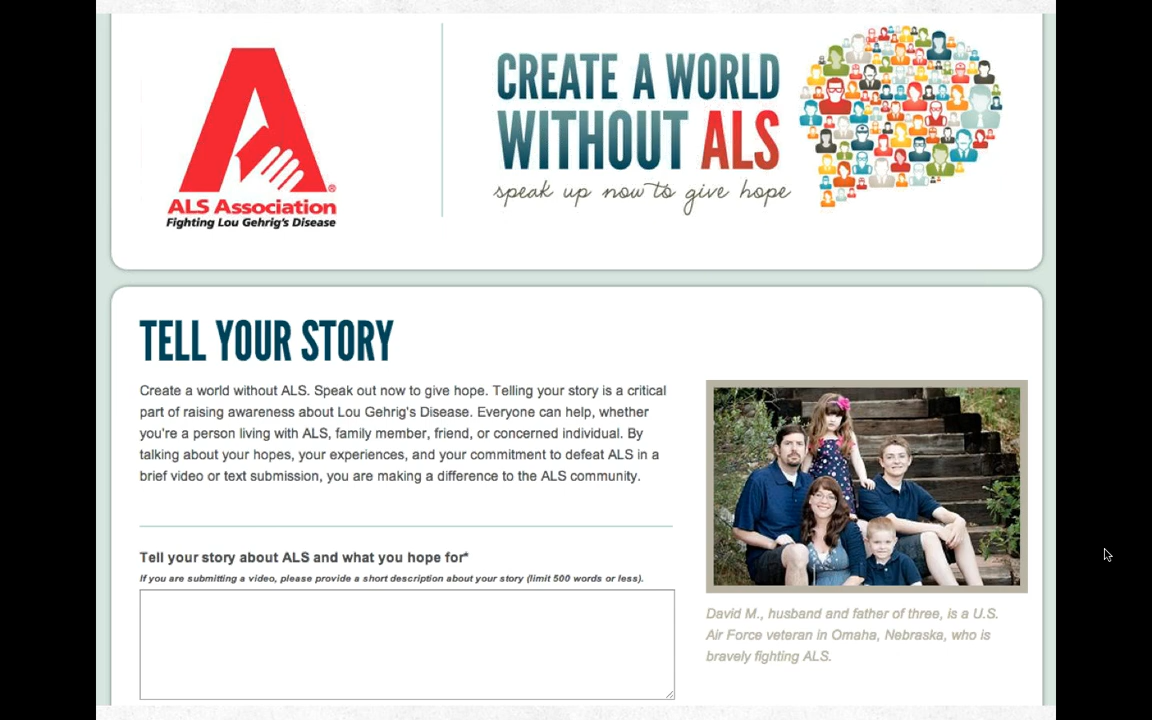 CREATE A WORLD
WITHOUT ALS
speak up now to give hope
®
ALS Association
Fighting Lou Gehrig's Disease
TELL YOUR STORY
Create a world without ALS. Speak out now to give hope. Telling your story is a critical
part of raising awareness about Lou Gehrig's Disease. Everyone can help, whether
you're a person living with ALS, family member, friend, or concerned individual. By
talking about your hopes, your experiences, and your commitment to defeat ALS in a
brief video or text submission, you are making a difference to the ALS community.
Tell your story about ALS and what you hope for*
If you are submitting a video, please provide a short description about your story (limit 500 words or less).
David M., husband and father of three, is a U.S.
Air Force veteran in Omaha, Nebraska, who is
bravely fighting ALS.